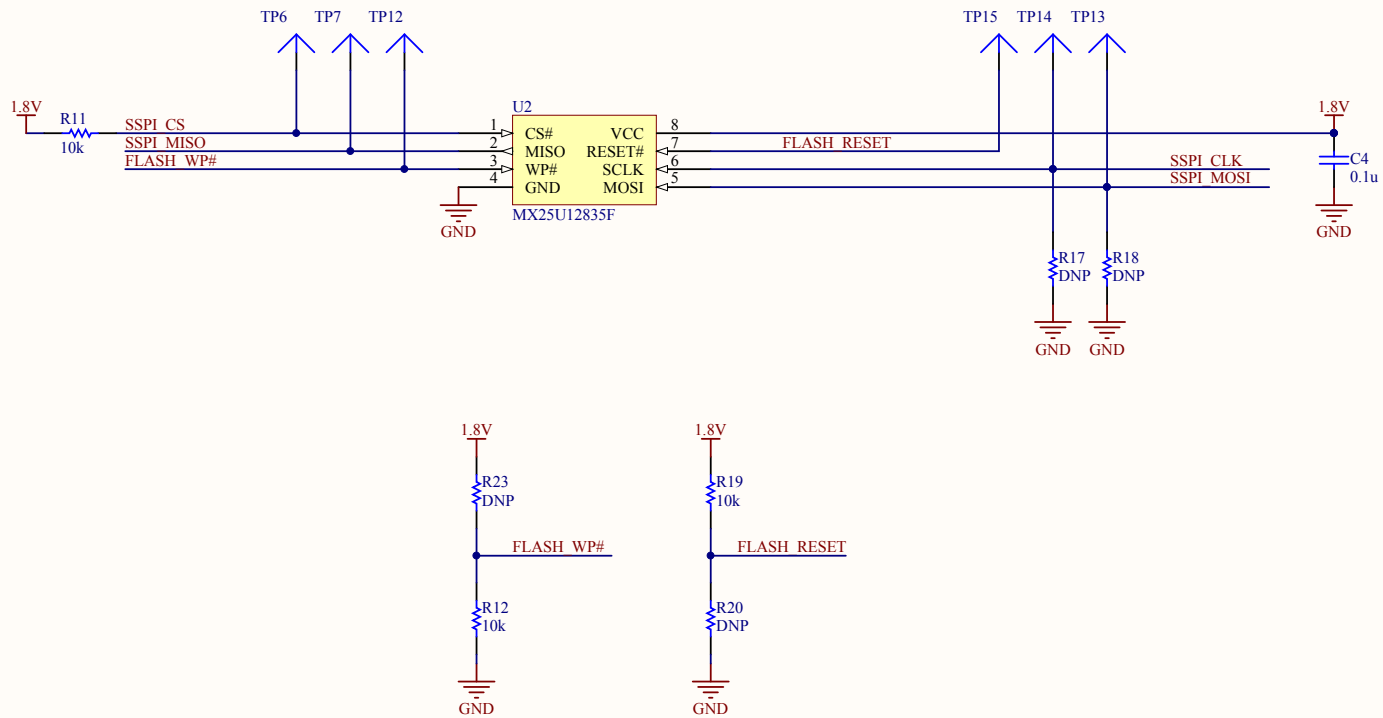 TP6 TP7 TP12 TP15 TP14 TP13
1.8V R11 10k
SSPI_CS
SSPI_MISO
FLASH_WP#
U2
1 CS# VCC 8
2 MISO RESET# 7
3 WP# SCLK 6
4 GND MOSI 5
MX25U12835F
GND
FLASH_RESET
SSPI_CLK
SSPI_MOSI
1.8V
C4
0.1u
GND
R17
DNP
GND
R18
DNP
GND
1.8V
R23
DNP
FLASH_WP#
R12
10k
GND
1.8V
R19
10k
FLASH_RESET
R20
DNP
GND